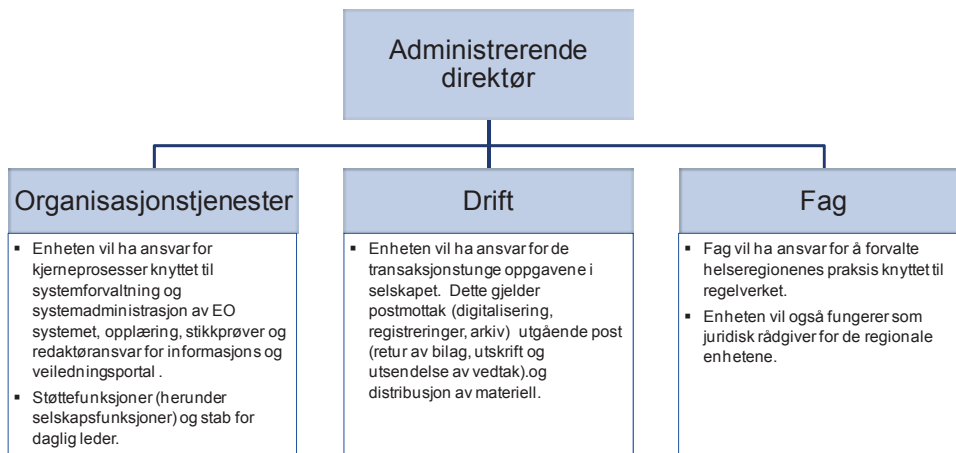 Administrerende
direktør
Organisasjonstjenester
▪ Enheten vil ha ansvar for
kjerneprosesser knyttet til
systemforvaltning og
systemadministrasjon av EO
systemet, opplæring, stikkprøver og
redaktøransvar for informasjons og
veiledningsportal .
▪ Støttefunksjoner (herunder
selskapsfunksjoner) og stab for
daglig leder.
Drift
▪ Enheten vil ha ansvar for de
transaksjonstunge oppgavene i
selskapet. Dette gjelder
postmottak (digitalisering,
registreringer, arkiv) utgående post
(retur av bilag, utskrift og
utsendelse av vedtak).og
distribusjon av materiell.
Fag
▪ Fag vil ha ansvar for å forvalte
helseregionenes praksis knyttet til
regelverket.
▪ Enheten vil også fungerer som
juridisk rådgiver for de regionale
enhetene.